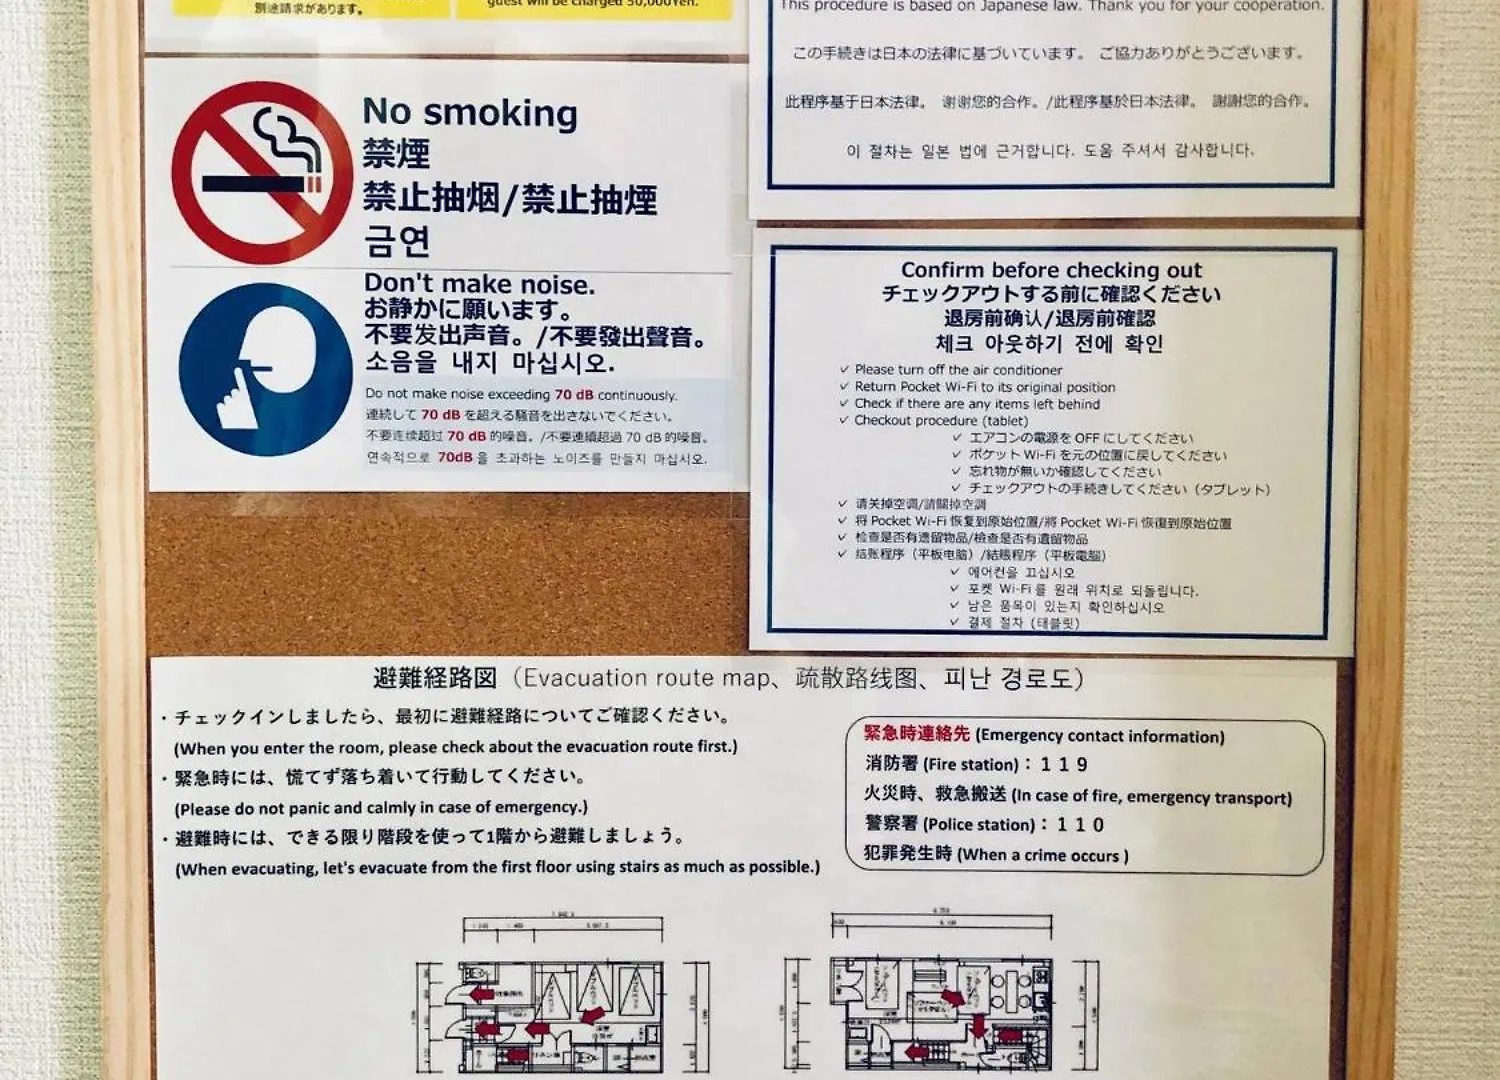 別途請求があります。
guest will be charged 50,000Yen.
No smoking
禁煙
禁止抽烟/禁止抽煙
금연
Don't make noise.
お静かに願います。
不要发出声音。/不要發出聲音。
소음을 내지 마십시오.
Do not make noise exceeding 70 dB continuously.
連続して 70 dB を超える騒音を出さないでください。
不要连续超过 70 dB 的噪音。/不要連續超過 70 dB 的噪音。
연속적으로 70dB 을 초과하는 노이즈를 만들지 마십시오.
This procedure is based on Japanese law. Thank you for your cooperation.
この手続きは日本の法律に基づいています。 ご協力ありがとうございます。
此程序基于日本法律。 谢谢您的合作。/此程序基於日本法律。 謝謝您的合作。
이 절차는 일본 법에 근거합니다. 도움 주셔서 감사합니다.
Confirm before checking out
チェックアウトする前に確認ください
退房前确认/退房前確認
체크 아웃하기 전에 확인
✓ Please turn off the air conditioner
✓ Return Pocket Wi-Fi to its original position
✓ Check if there are any items left behind
✓ Checkout procedure (tablet)
✓ エアコンの電源を OFF にしてください
✓ ポケット Wi-Fi を元の位置に戻してください
✓ 忘れ物が無いか確認してください
✓ チェックアウトの手続きしてください（タブレット）
✓ 请关掉空调/請關掉空調
✓ 将 Pocket Wi-Fi 恢复到原始位置/將 Pocket Wi-Fi 恢復到原始位置
✓ 检查是否有遗留物品/檢查是否有遺留物品
✓ 结账程序（平板电脑）/結賬程序（平板電腦）
✓ 에어컨을 끄십시오
✓ 포켓 Wi-Fi 를 원래 위치로 되돌립니다.
✓ 남은 품목이 있는지 확인하십시오
✓ 결제 절차 (태블릿)
避難経路図（Evacuation route map、疏散路线图、피난 경로도）
・チェックインしましたら、最初に避難経路についてご確認ください。
(When you enter the room, please check about the evacuation route first.)
・緊急時には、慌てず落ち着いて行動してください。
(Please do not panic and calmly in case of emergency.)
・避難時には、できる限り階段を使って1階から避難しましょう。
(When evacuating, let's evacuate from the first floor using stairs as much as possible.)
緊急時連絡先 (Emergency contact information)
消防署 (Fire station)：１１９
火災時、救急搬送 (In case of fire, emergency transport)
警察署 (Police station)：１１０
犯罪発生時 (When a crime occurs )